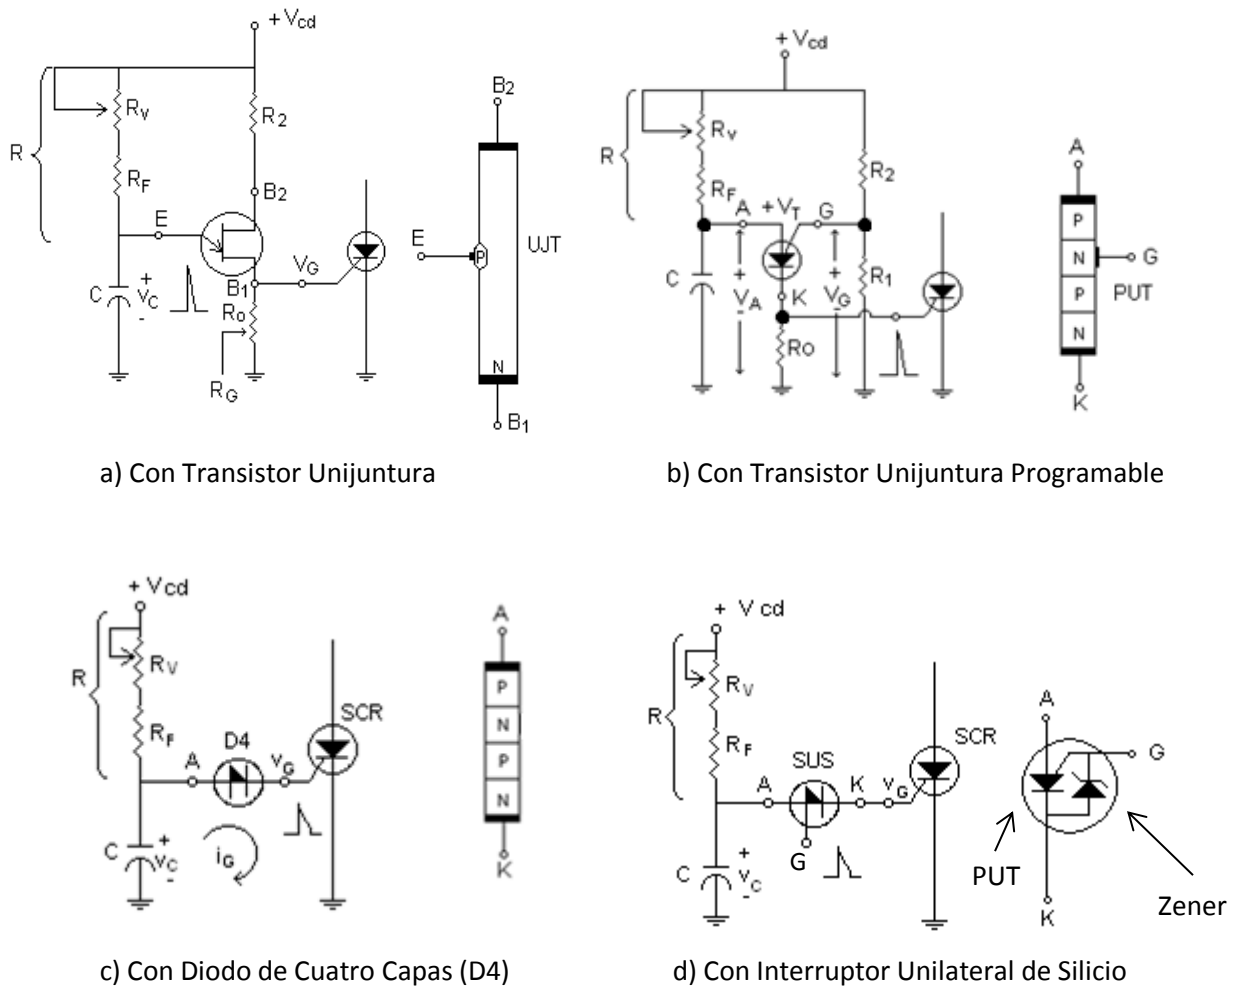 + Vcd
R
RV
RF
R2
B2
E
C
+
VC
-
B1
VG
Ro
RG
B2
E
P
UJT
N
B1
a) Con Transistor Unijuntura
+ Vcd
R
Rv
RF
R2
A
+VT
G
C
+
VA
-
K
+
VG
-
R1
Ro
A
P
N
P
N
G
PUT
K
b) Con Transistor Unijuntura Programable
+ Vcd
R
RV
RF
D4
A
vG
SCR
C
+
vC
-
iG
A
P
N
P
N
K
c) Con Diodo de Cuatro Capas (D4)
+ Vcd
R
RV
RF
SUS
A
K
vG
SCR
G
C
+
vC
-
A
G
PUT
K
Zener
d) Con Interruptor Unilateral de Silicio